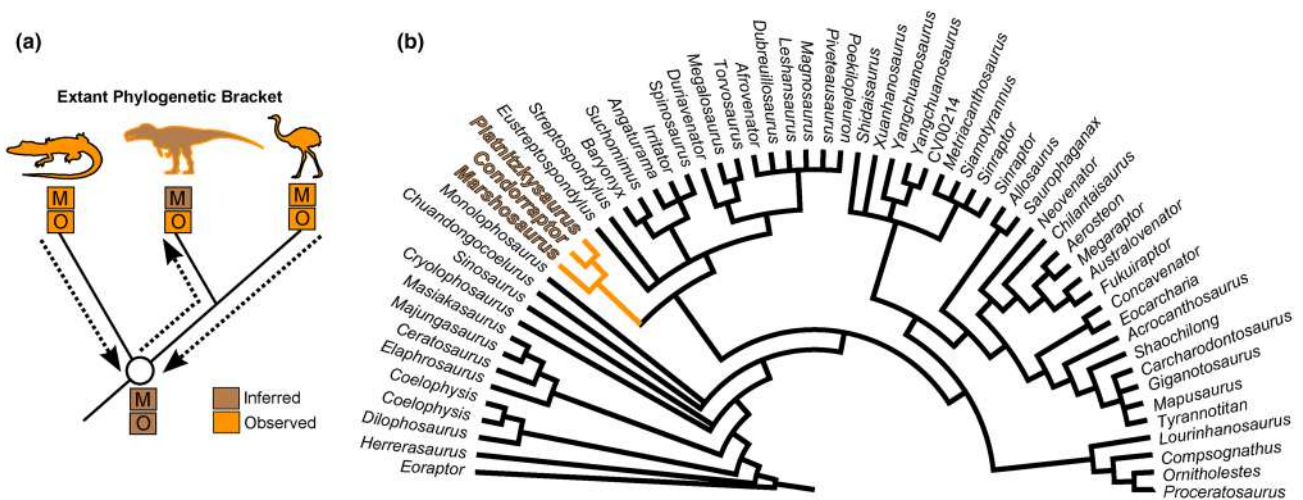 (a)
Extant Phylogenetic Bracket
M
O
M
O
M
O
M
O
Inferred
Observed
(b)
Eoraptor
Herrerasaurus
Dilophosaurus
Coelophysis
Coelophysis
Elaphrosaurus
Ceratosaurus
Majungasaurus
Masiakasaurus
Cryolophosaurus
Sinosaurus
Chuandongocoelurus
Monolophosaurus
Marshosaurus
Condorraptor
Platnitzkysaurus
Eustreptospondylus
Streptospondylus
Baryonyx
Suchomimus
Angaturama
Irritator
Spinosaurus
Duriavenator
Megalosaurus
Torvosaurus
Afrovenator
Dubreuillosaurus
Leshansaurus
Magnosaurus
Piveteausaurus
Poekilopleuron
Shidaisaurus
Xuanhanosaurus
Yangchuanosaurus
Yangchuanosaurus
CV00214
Metriacanthosaurus
Siamotyrannus
Sinraptor
Sinraptor
Allosaurus
Saurophaganax
Neovenator
Chilantaisaurus
Aerosteon
Megaraptor
Australovenator
Fukuiraptor
Concavenator
Eocarcharia
Acrocanthosaurus
Shaochilong
Carcharodontosaurus
Giganotosaurus
Mapusaurus
Tyrannotitan
Lourinhanosaurus
Compsognathus
Ornitholestes
Proceratosaurus